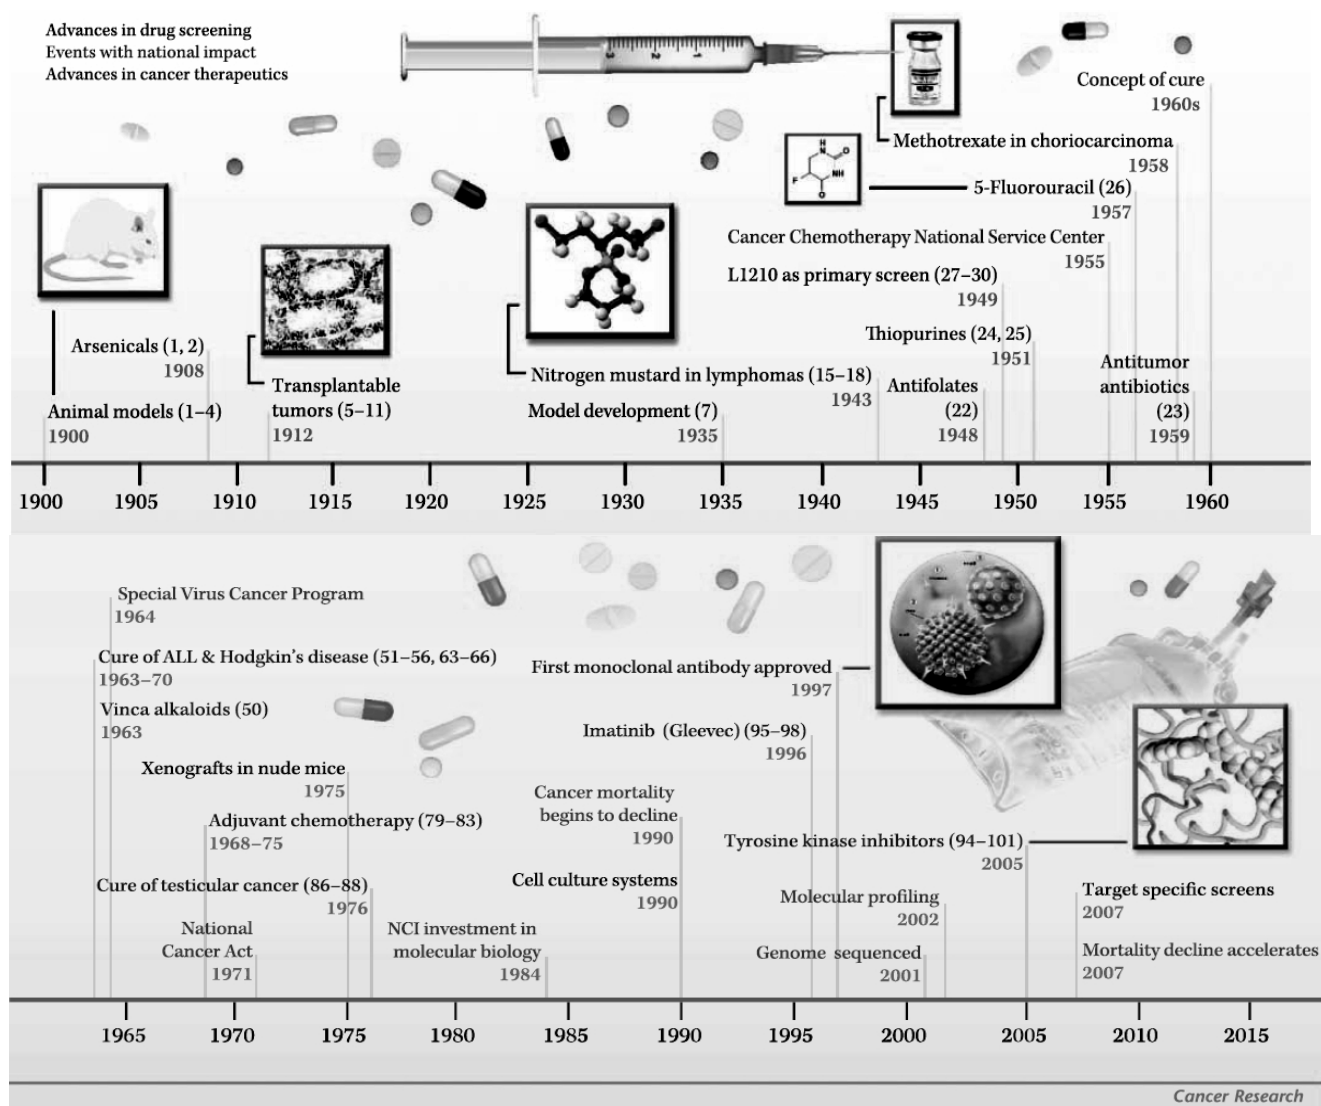 Advances in drug screening
Events with national impact
Advances in cancer therapeutics
Concept of cure
1960s
Methotrexate in choriocarcinoma
1958
5-Fluorouracil (26)
1957
Cancer Chemotherapy National Service Center
1955
L1210 as primary screen (27–30)
1949
Thiopurines (24, 25)
1951
Arsenicals (1, 2)
1908
Animal models (1–4)
1900
Transplantable
tumors (5–11)
1912
Nitrogen mustard in lymphomas (15–18)
1943
Model development (7)
1935
Antifolates
(22)
1948
Antitumor
antibiotics
(23)
1959
3 2 1
H
N
O
F
NH
O
1900 1905 1910 1915 1920 1925 1930 1935 1940 1945 1950 1955 1960
Special Virus Cancer Program
1964
Cure of ALL & Hodgkin's disease (51–56, 63–66)
1963–70
Vinca alkaloids (50)
1963
Xenografts in nude mice
1975
Adjuvant chemotherapy (79–83)
1968–75
Cure of testicular cancer (86–88)
1976
National
Cancer Act
1971
NCI investment in
molecular biology
1984
First monoclonal antibody approved
1997
Imatinib (Gleevec) (95–98)
1996
Cancer mortality
begins to decline
1990
Cell culture systems
1990
Tyrosine kinase inhibitors (94–101)
2005
Molecular profiling
2002
Genome sequenced
2001
Target specific screens
2007
Mortality decline accelerates
2007
1965 1970 1975 1980 1985 1990 1995 2000 2005 2010 2015
Cancer Research